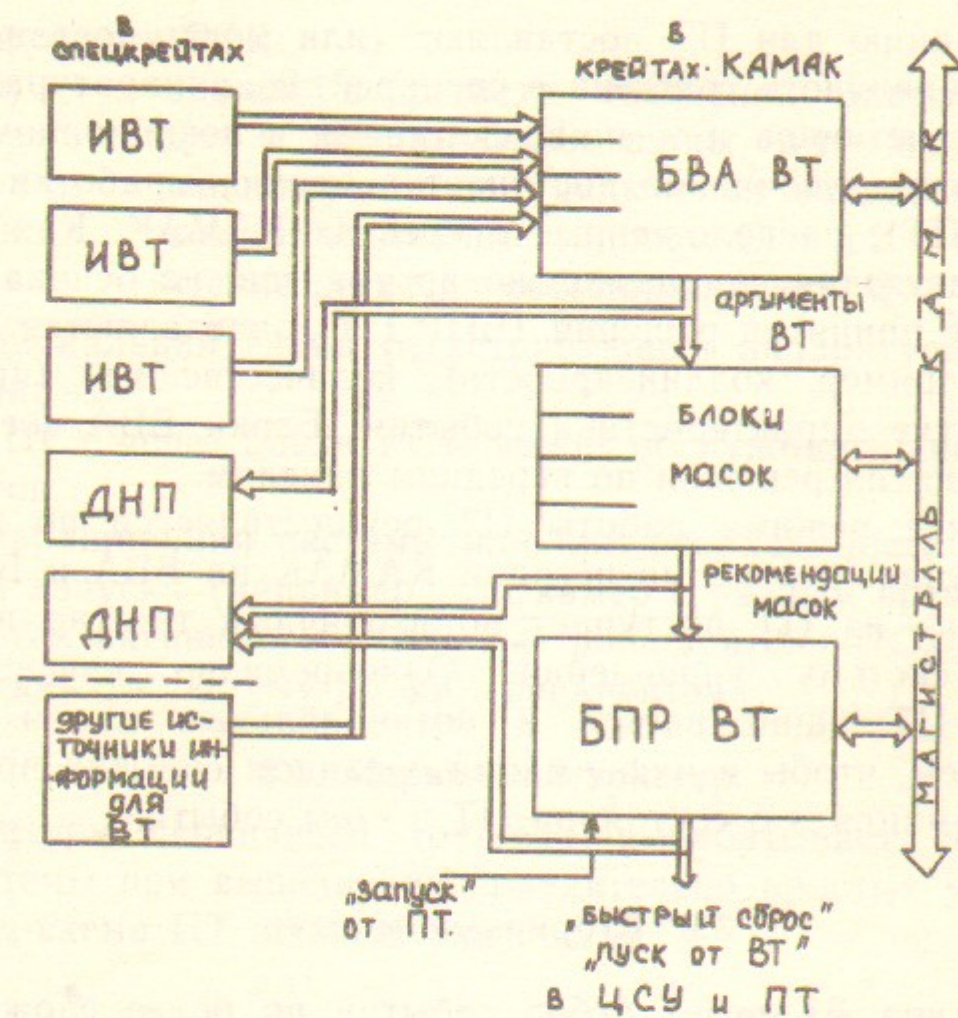 В
СПЕЦКРЕЙТАХ
В
КРЕЙТАХ КАМАК
ИВТ
ИВТ
ИВТ
ДНП
ДНП
ДРУГИЕ ИС-
ТОЧНИКИ ИН-
ФОРМАЦИИ
ДЛЯ
ВТ
БВА ВТ
аргументы
ВТ
БЛОКИ
МАСОК
РЕКОМЕНДАЦИИ
МАСОК
БПР ВТ
„ЗАПУСК"
от ПТ
„БЫСТРЫЙ СБРОС"
„ПУСК от ВТ"
в ЦСУ и ПТ
МАГИСТРАЛЬ КАМАК